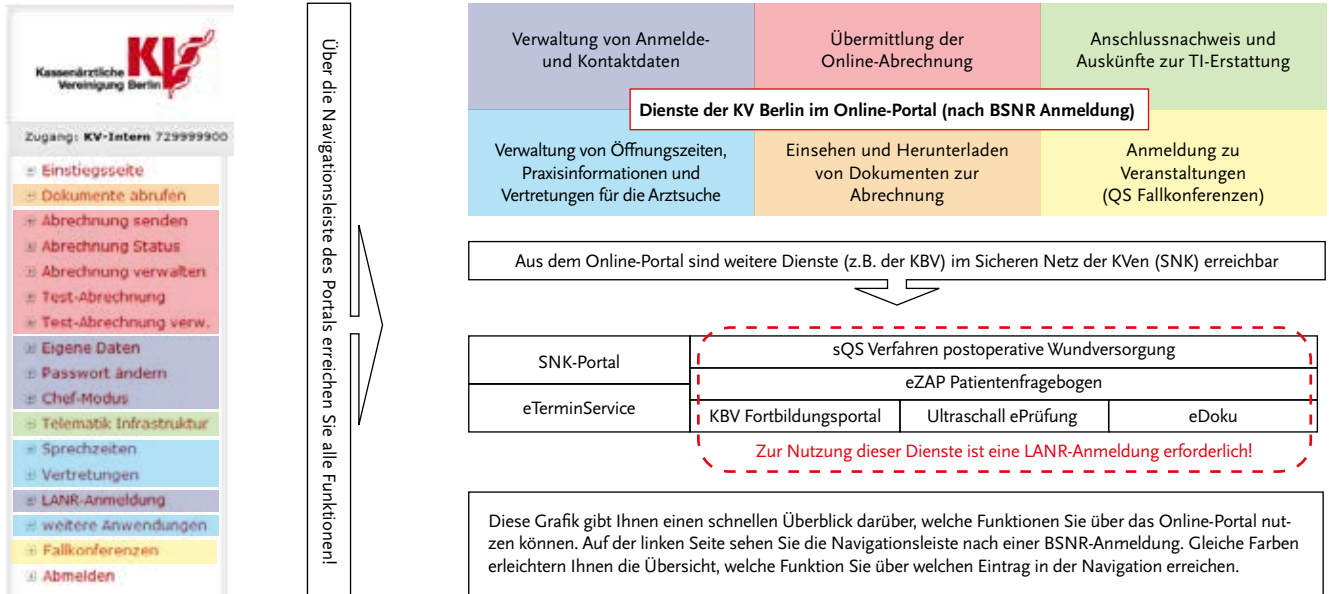 Kassenärztliche
Vereinigung Berlin
KV
Zugang: KV-Intern 729999900
Einstiegsseite
Dokumente abrufen
Abrechnung senden
Abrechnung Status
Abrechnung verwalten
Test-Abrechnung
Test-Abrechnung verw.
Eigene Daten
Passwort ändern
Chef-Modus
Telematik Infrastruktur
Sprechzeiten
Vertretungen
LANR-Anmeldung
weitere Anwendungen
Fallkonferenzen
Abmelden
Über die Navigationsleiste des Portals erreichen Sie alle Funktionen!
Verwaltung von Anmelde-
und Kontaktdaten
Übermittlung der
Online-Abrechnung
Anschlussnachweis und
Auskünfte zur TI-Erstattung
Dienste der KV Berlin im Online-Portal (nach BSNR Anmeldung)
Verwaltung von Öffnungszeiten,
Praxisinformationen und
Vertretungen für die Arztsuche
Einsehen und Herunterladen
von Dokumenten zur
Abrechnung
Anmeldung zu
Veranstaltungen
(QS Fallkonferenzen)
Aus dem Online-Portal sind weitere Dienste (z.B. der KBV) im Sicheren Netz der KVen (SNK) erreichbar
SNK-Portal
eTerminService
sQS Verfahren postoperative Wundversorgung
eZAP Patientenfragebogen
KBV Fortbildungsportal
Ultraschall ePrüfung
eDoku
Zur Nutzung dieser Dienste ist eine LANR-Anmeldung erforderlich!
Diese Grafik gibt Ihnen einen schnellen Überblick darüber, welche Funktionen Sie über das Online-Portal nut-
zen können. Auf der linken Seite sehen Sie die Navigationsleiste nach einer BSNR-Anmeldung. Gleiche Farben
erleichtern Ihnen die Übersicht, welche Funktion Sie über welchen Eintrag in der Navigation erreichen.